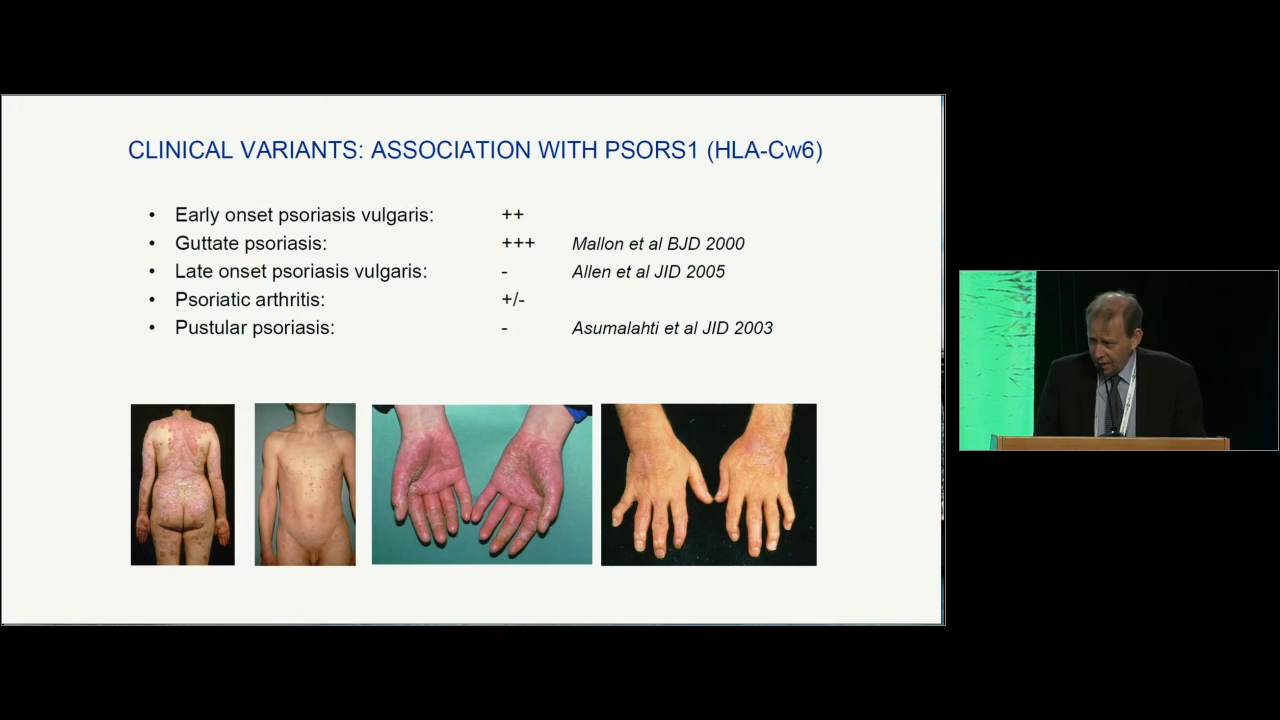 CLINICAL VARIANTS: ASSOCIATION WITH PSORS1 (HLA-Cw6)
• Early onset psoriasis vulgaris: ++
• Guttate psoriasis: +++ Mallon et al BJD 2000
• Late onset psoriasis vulgaris: - Allen et al JID 2005
• Psoriatic arthritis: +/-
• Pustular psoriasis: - Asumalahti et al JID 2003